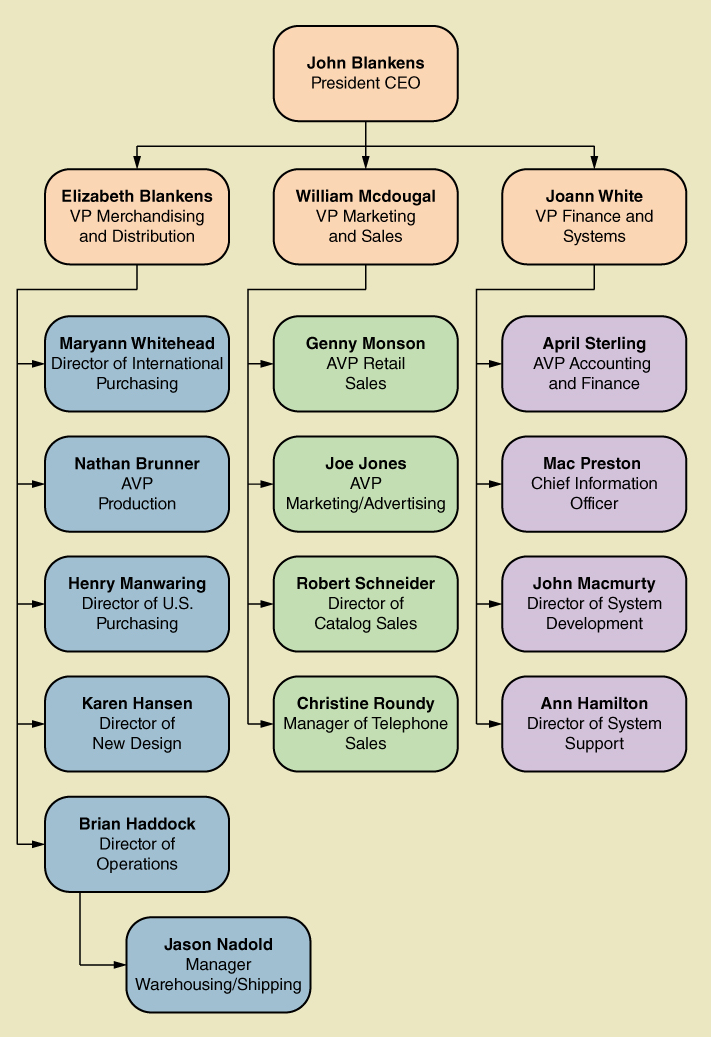 John Blankens
President CEO
Elizabeth Blankens
VP Merchandising
and Distribution
William Mcdougal
VP Marketing
and Sales
Joann White
VP Finance and
Systems
Maryann Whitehead
Director of International
Purchasing
Genny Monson
AVP Retail
Sales
April Sterling
AVP Accounting
and Finance
Nathan Brunner
AVP
Production
Joe Jones
AVP
Marketing/Advertising
Mac Preston
Chief Information
Officer
Henry Manwaring
Director of U.S.
Purchasing
Robert Schneider
Director of
Catalog Sales
John Macmurty
Director of System
Development
Karen Hansen
Director of
New Design
Christine Roundy
Manager of Telephone
Sales
Ann Hamilton
Director of System
Support
Brian Haddock
Director of
Operations
Jason Nadold
Manager
Warehousing/Shipping